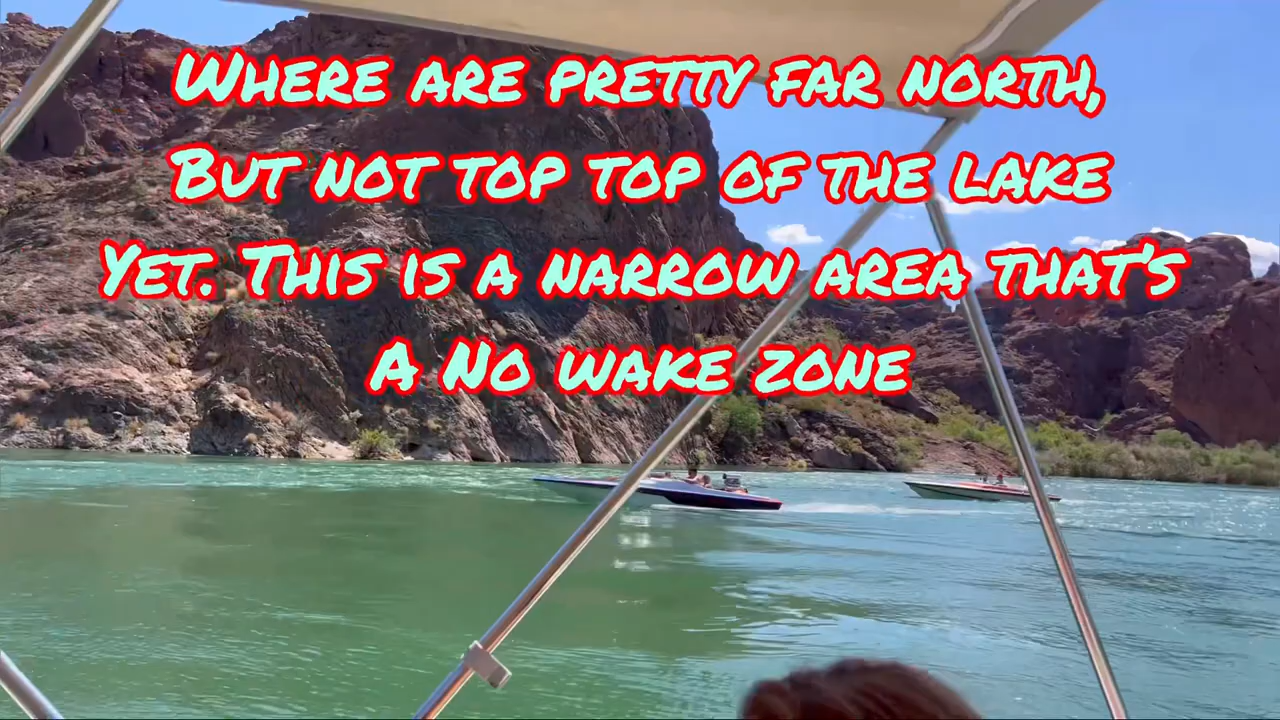 Where are pretty far north,
But not top top of the lake
Yet. This is a narrow area that's
A No wake zone